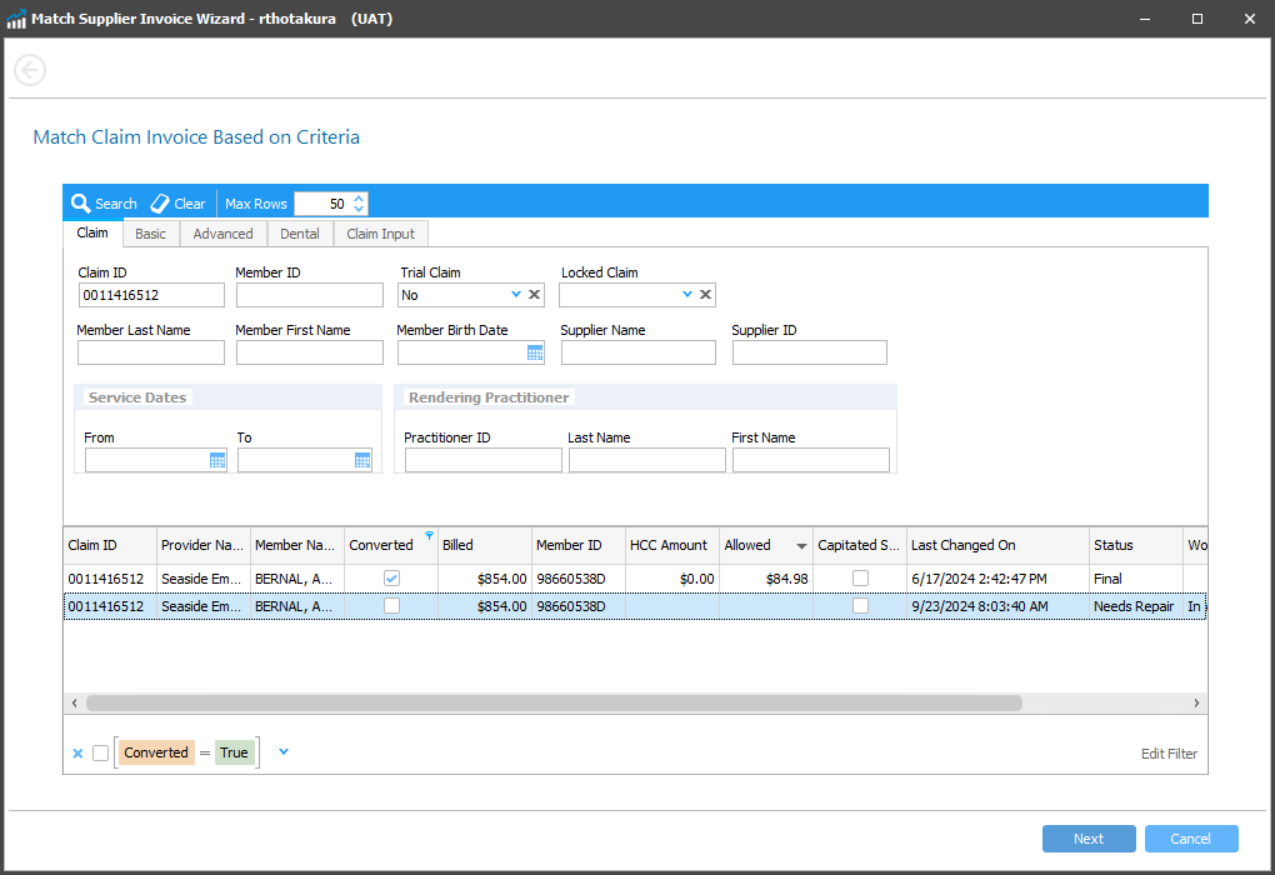 Match Supplier Invoice Wizard - rthotakura (UAT)
Match Claim Invoice Based on Criteria
Search Clear Max Rows 50
Claim Basic Advanced Dental Claim Input
Claim ID Member ID Trial Claim Locked Claim
0011416512 No
Member Last Name Member First Name Member Birth Date Supplier Name Supplier ID
Service Dates Rendering Practitioner
From To Practitioner ID Last Name First Name
Claim ID Provider Na... Member Na... Converted Billed Member ID HCC Amount Allowed Capitated S... Last Changed On Status Wo
0011416512 Seaside Em... BERNAL, A... $854.00 98660538D $0.00 $84.98 6/17/2024 2:42:47 PM Final
0011416512 Seaside Em... BERNAL, A... $854.00 98660538D 9/23/2024 8:03:40 AM Needs Repair In
Converted = True Edit Filter
Next Cancel